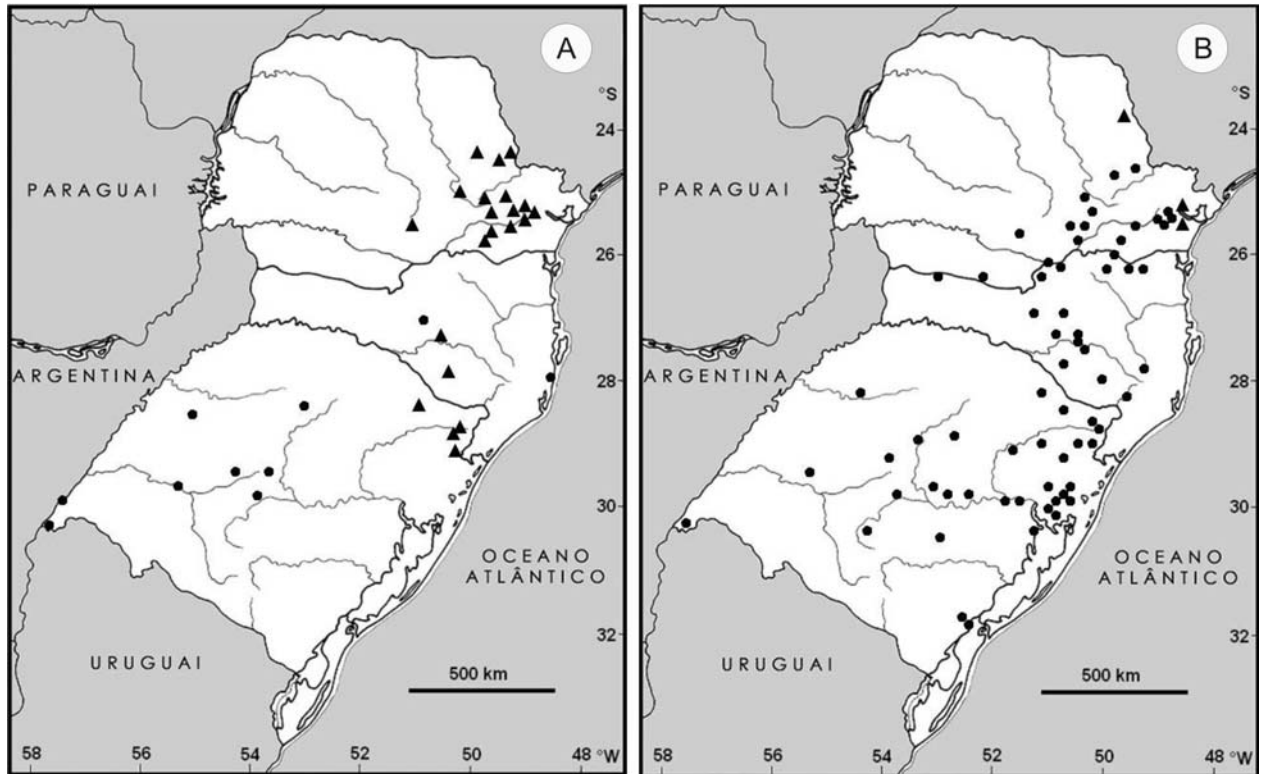 A
°S
24
PARAGUAI
26
ARGENTINA
28
30
OCEANO
ATLÂNTICO
32
URUGUAI
500 km
58 56 54 52 50 48 °W
B
°S
24
PARAGUAI
26
ARGENTINA
28
30
OCEANO
ATLÂNTICO
32
URUGUAI
500 km
58 56 54 52 50 48 °W